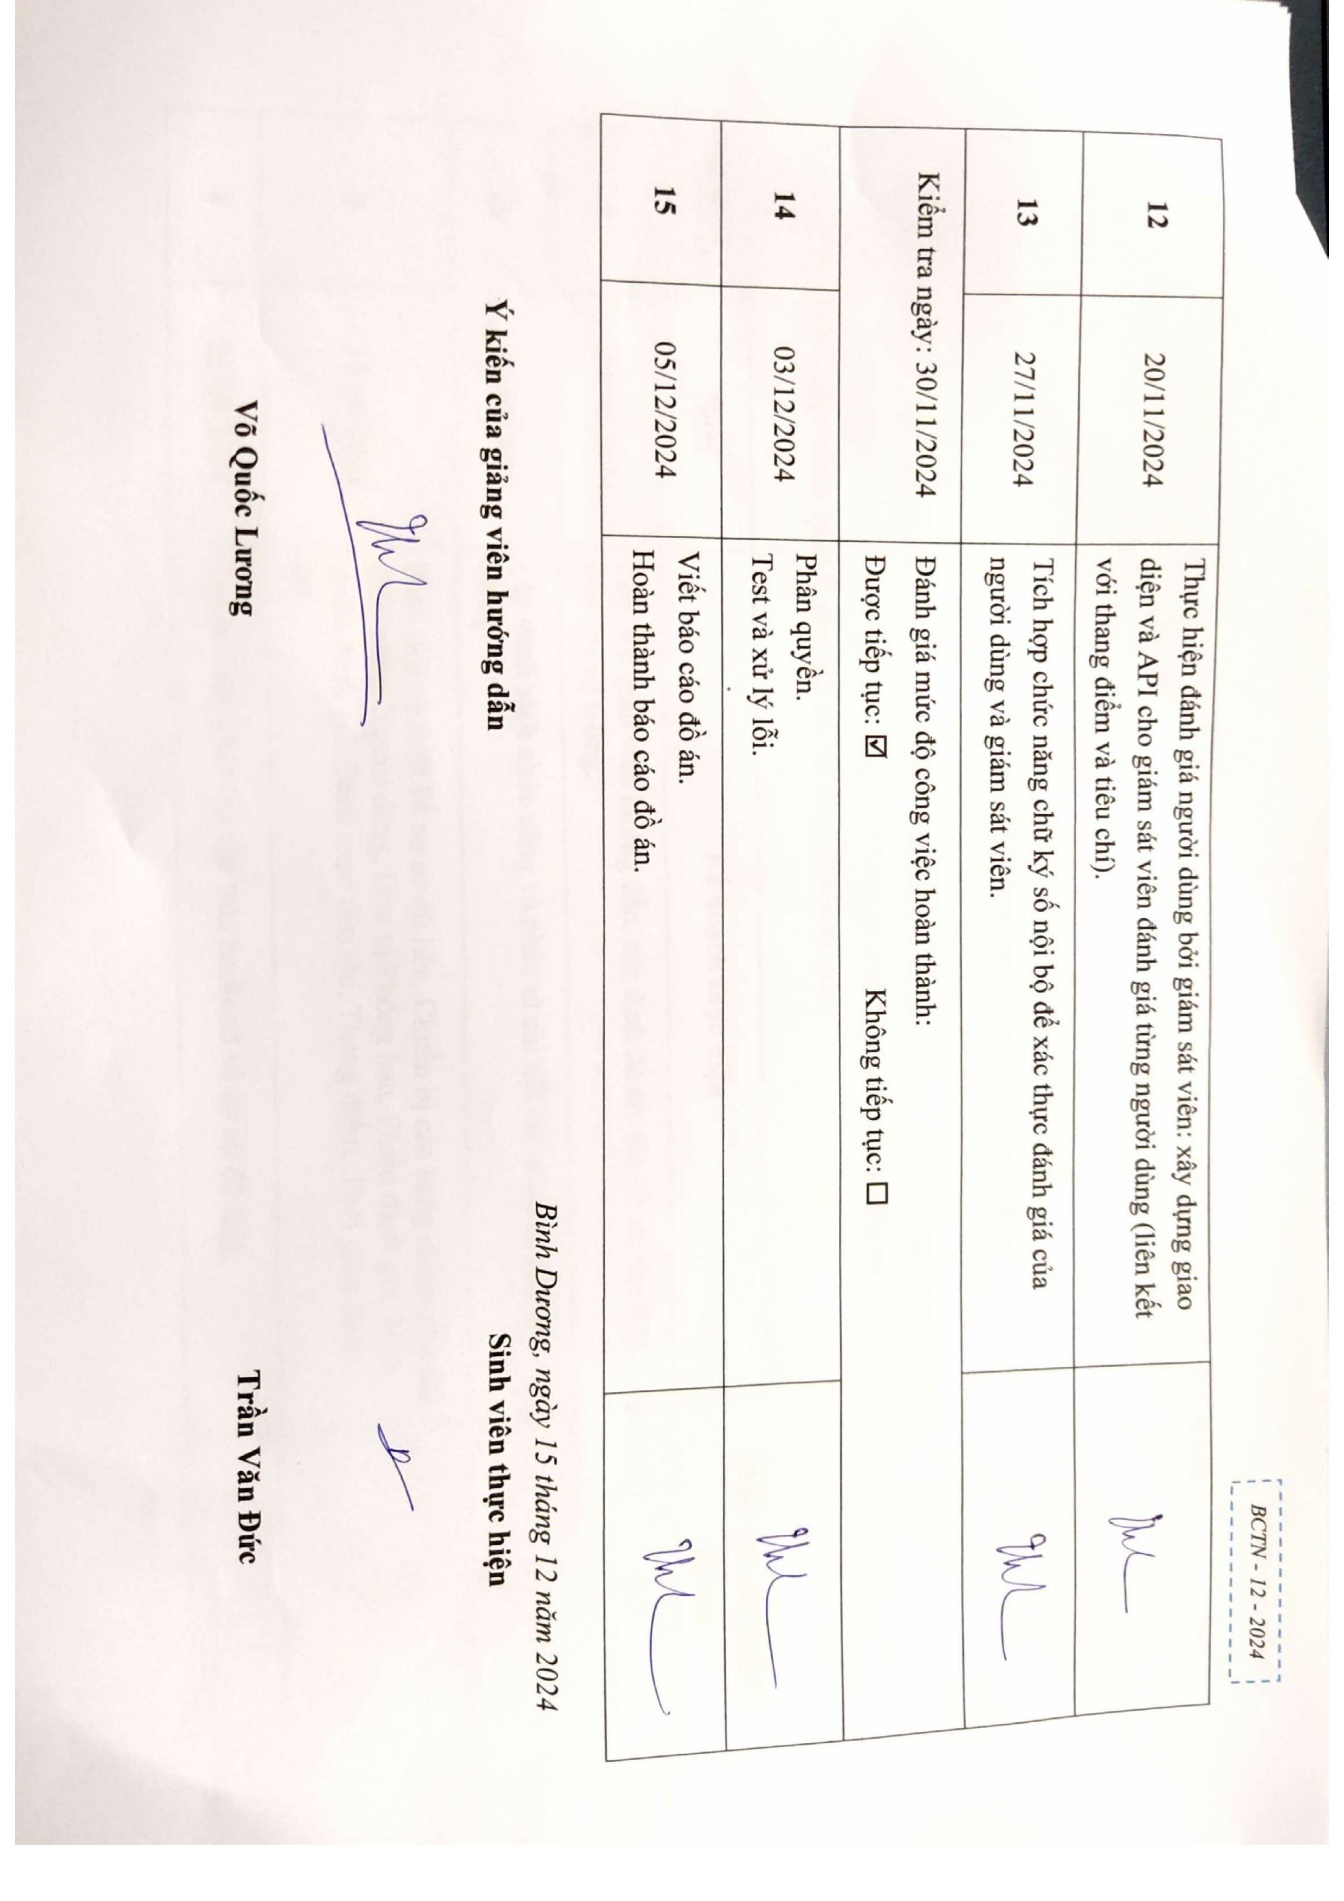 BCTN - 12 - 2024
12
20/11/2024
Thực hiện đánh giá người dùng bởi giám sát viên: xây dựng giao
diện và API cho giám sát viên đánh giá từng người dùng (liên kết
với thang điểm và tiêu chí).
13
27/11/2024
Tích hợp chức năng chữ ký số nội bộ để xác thực đánh giá của
người dùng và giám sát viên.
Kiểm tra ngày: 30/11/2024
Đánh giá mức độ công việc hoàn thành:
Được tiếp tục: ☑ Không tiếp tục: ☐
14
03/12/2024
Phân quyền.
Test và xử lý lỗi.
15
05/12/2024
Viết báo cáo đồ án.
Hoàn thành báo cáo đồ án.
Bình Dương, ngày 15 tháng 12 năm 2024
Ý kiến của giảng viên hướng dẫn
Sinh viên thực hiện
Võ Quốc Lương
Trần Văn Đức